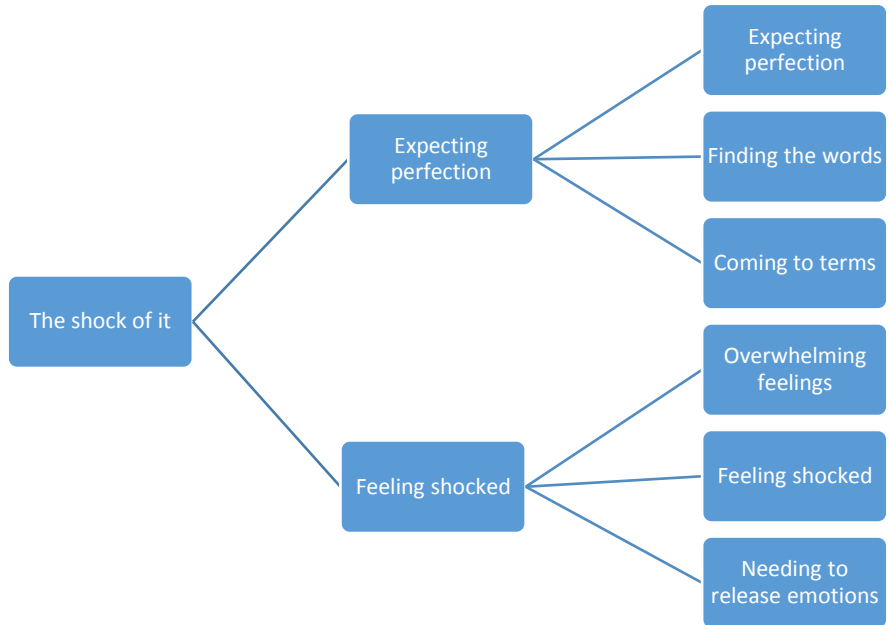 The shock of it
Expecting
perfection
Feeling shocked
Expecting
perfection
Finding the words
Coming to terms
Overwhelming
feelings
Feeling shocked
Needing to
release emotions